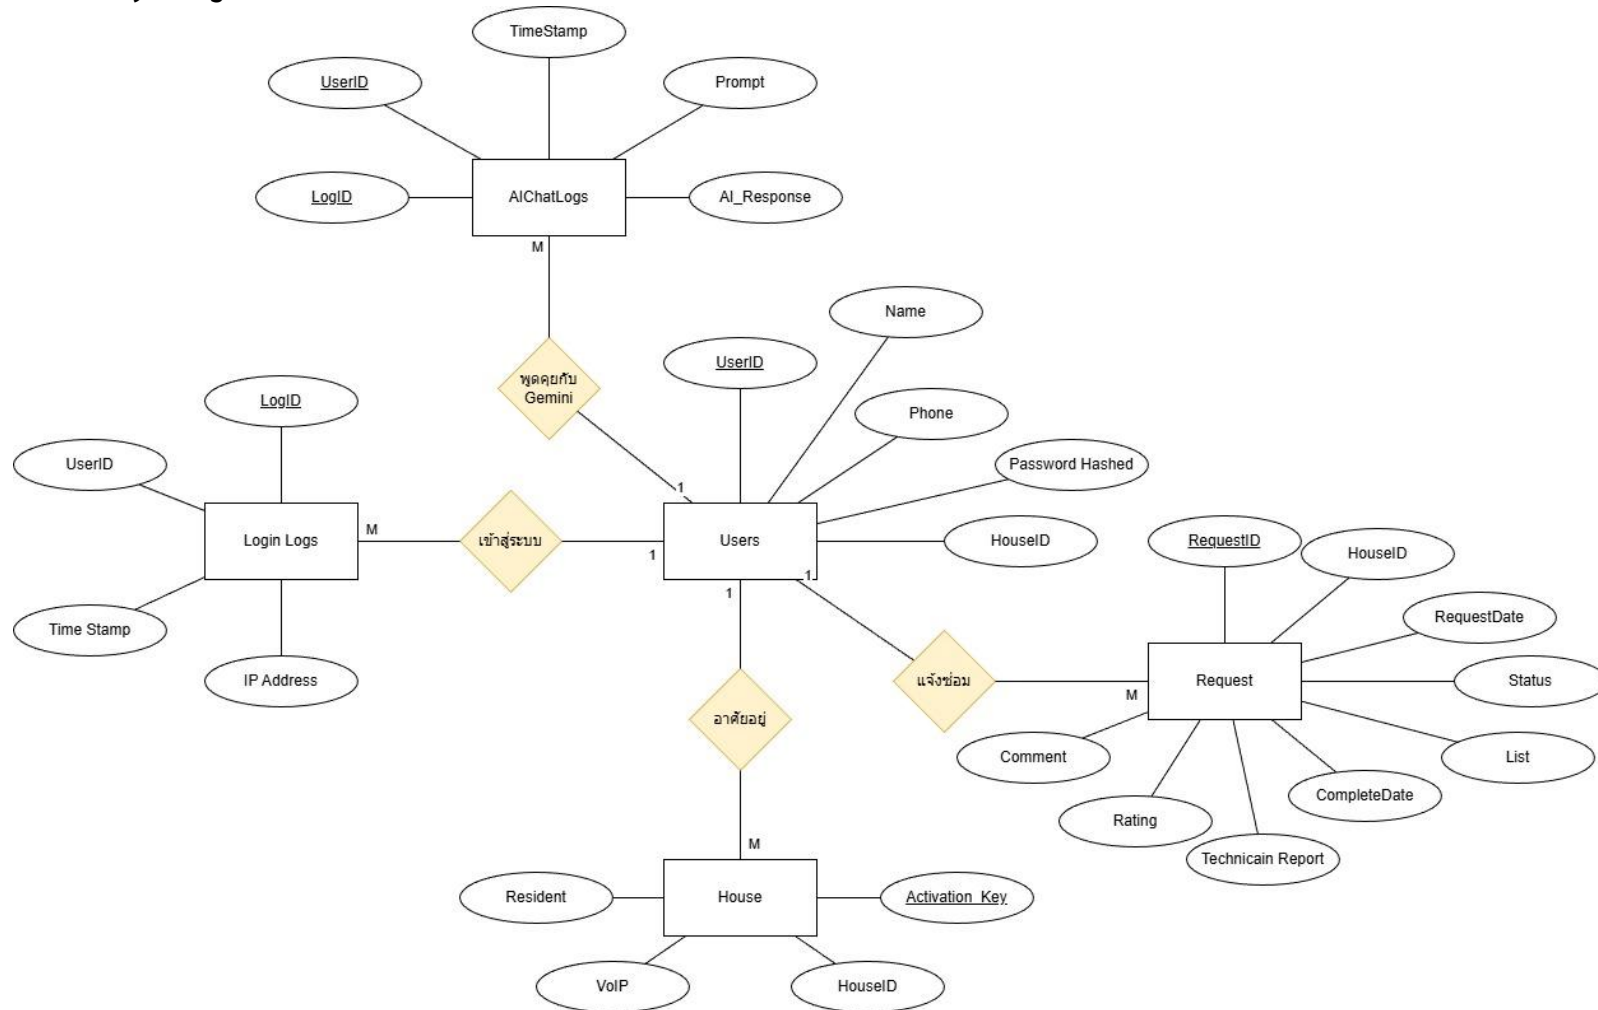 TimeStamp
UserID
Prompt
LogID
AIChatLogs
AI_Response
M
Name
UserID
พูดคุยกับ
Gemini
LogID
Phone
UserID
Password Hashed
1
Login Logs
M
เข้าสู่ระบบ
1
Users
HouseID
RequestID
HouseID
1
1
RequestDate
Time Stamp
IP Address
แจ้งซ่อม
M
Request
Status
อาศัยอยู่
Comment
List
CompleteDate
Rating
M
Technicain Report
Resident
House
Activation_Key
VoIP
HouseID